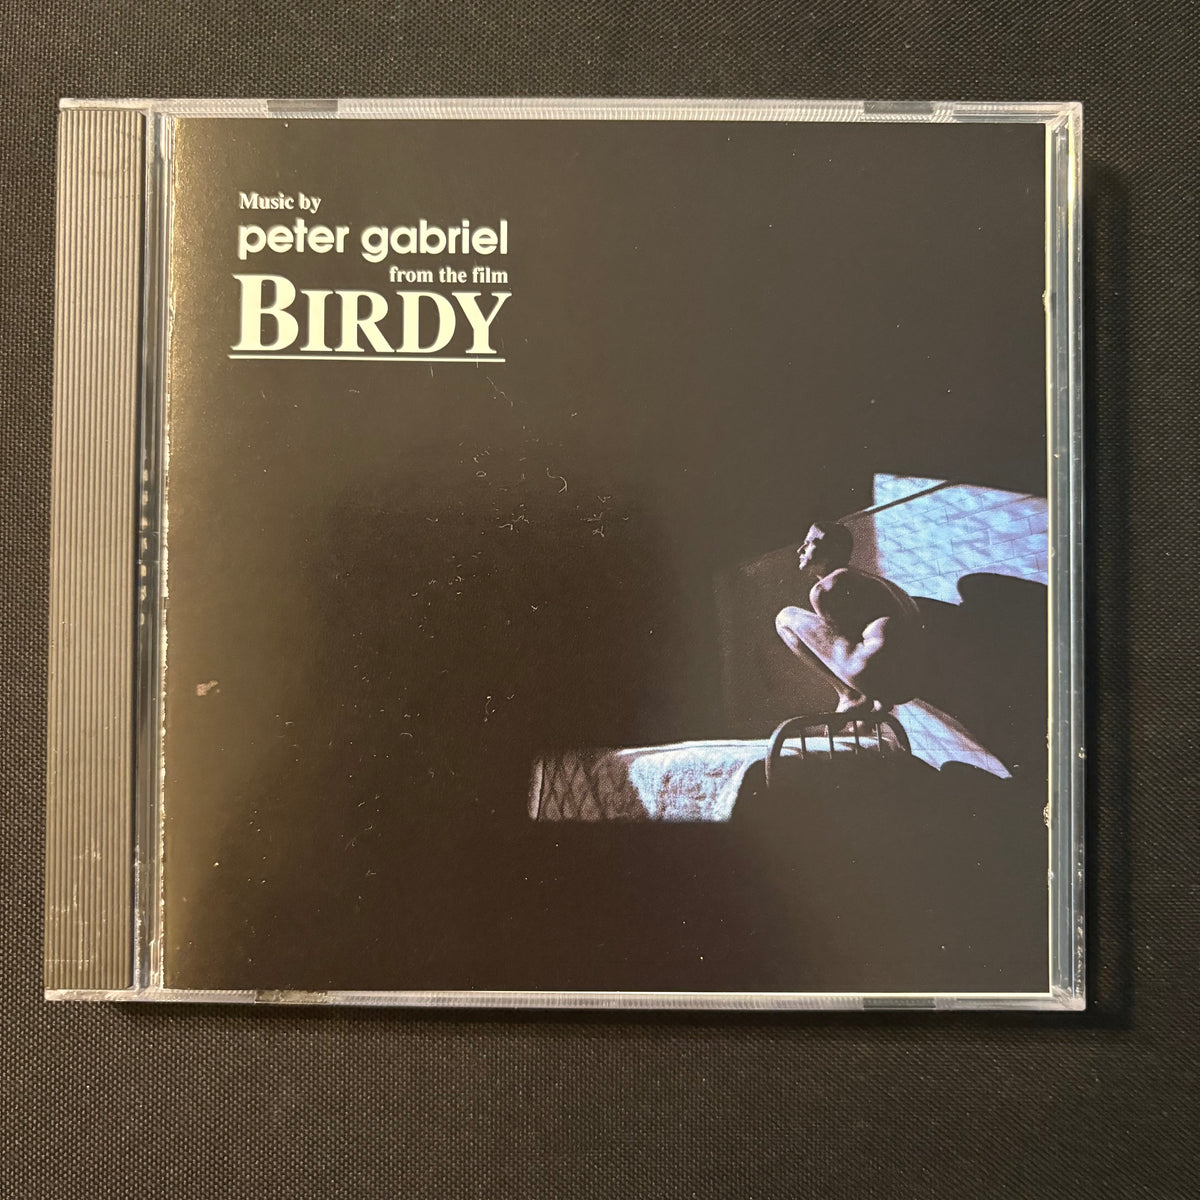 Music by
peter gabriel
from the film
BIRDY